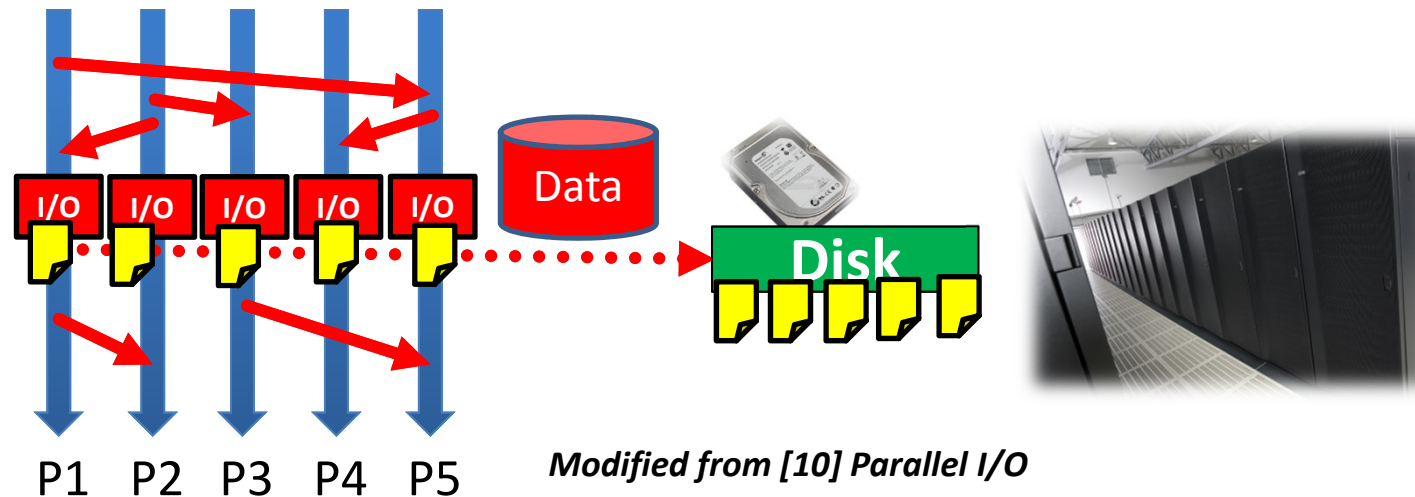 I/O I/O I/O I/O I/O
Data
Disk
P1 P2 P3 P4 P5
Modified from [10] Parallel I/O